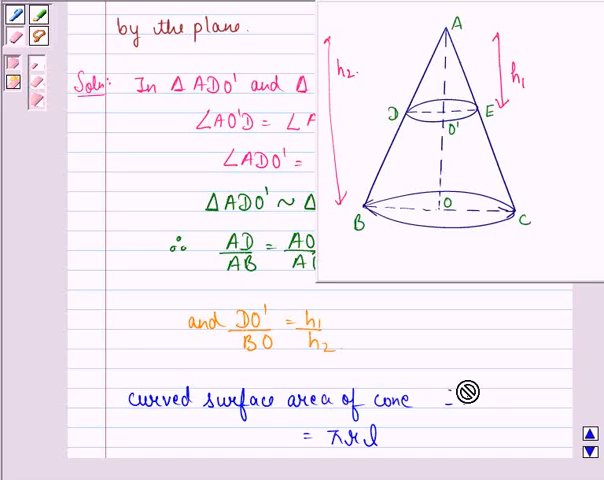 by the plane.
Soln: In Δ ADO' and Δ
∠AO'D = ∠A
∠ADO' =
Δ ADO' ~ Δ
∴ AD/AB = AO
and DO'/BO = h₁/h₂
curved surface area of cone =
= πrl
A
h₂
h₁
D
E
O'
O
B
C